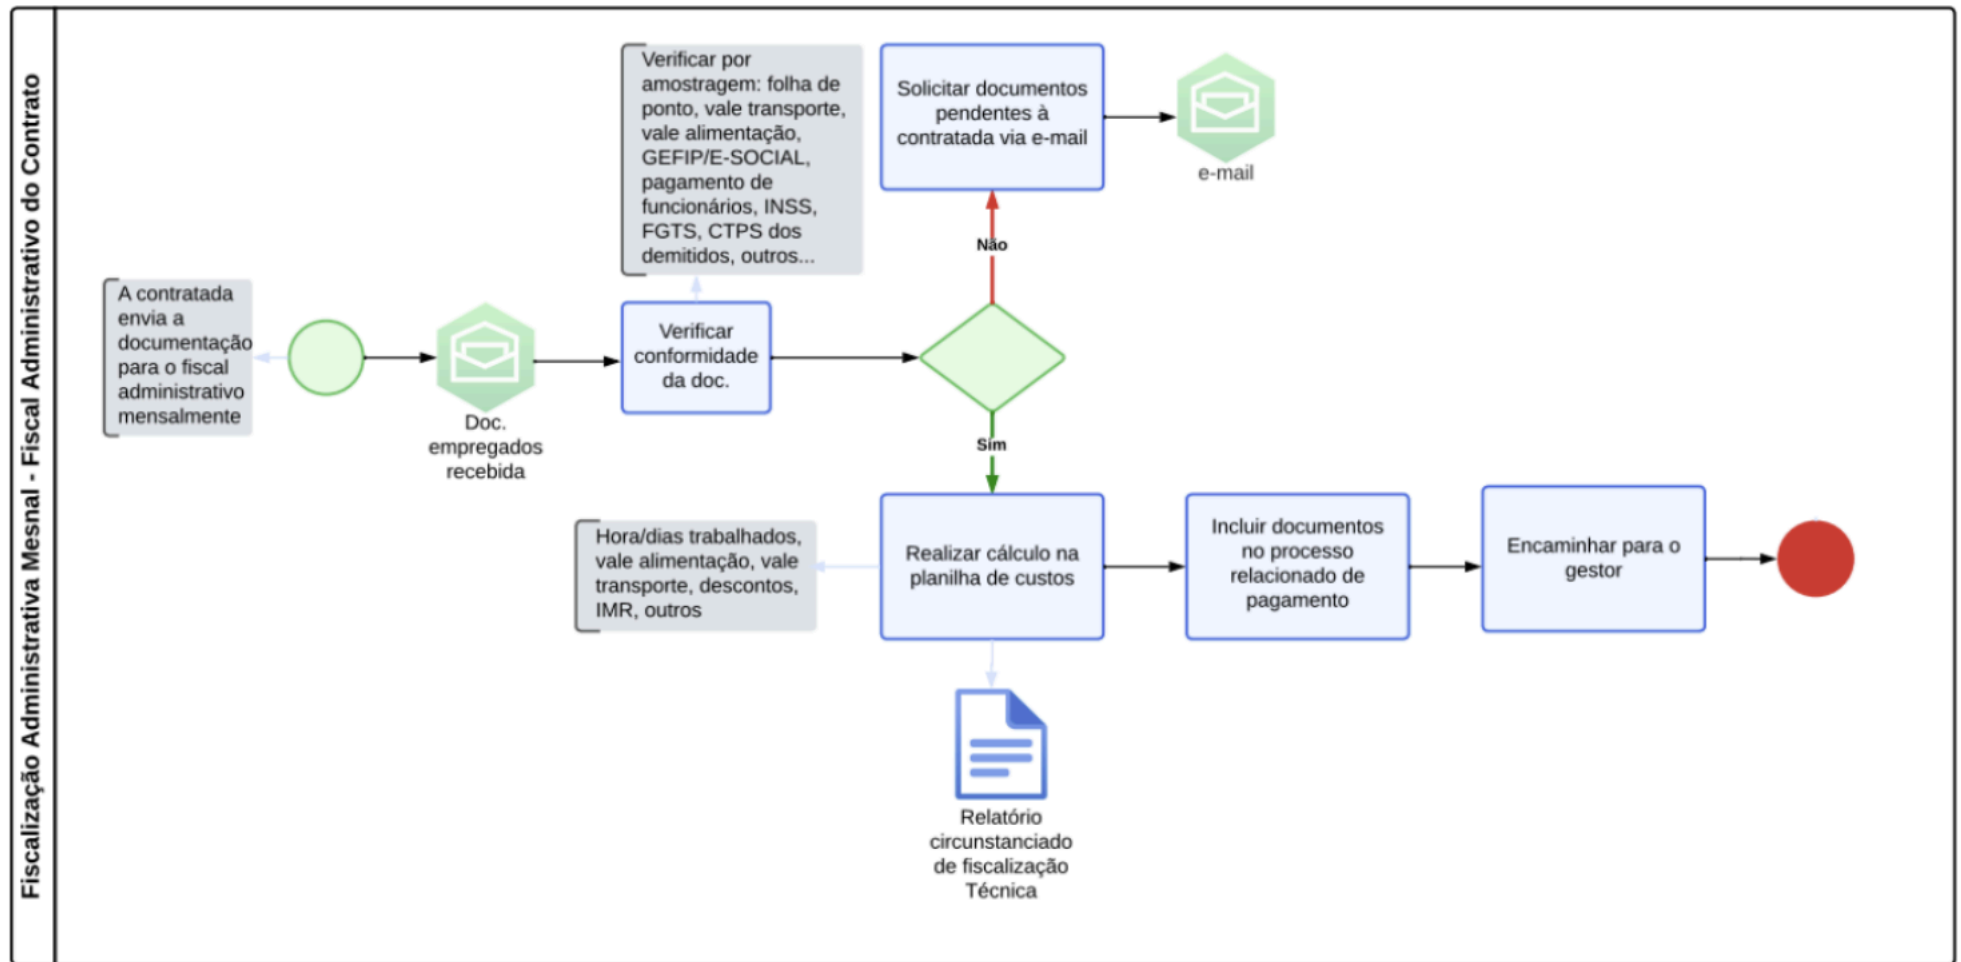 Fiscalização Administrativa Mesnal - Fiscal Administrativo do Contrato
A contratada
envia a
documentação
para o fiscal
administrativo
mensalmente
Doc.
empregados
recebida
Verificar por
amostragem: folha de
ponto, vale transporte,
vale alimentação,
GEFIP/E-SOCIAL,
pagamento de
funcionários, INSS,
FGTS, CTPS dos
demitidos, outros...
Verificar
conformidade
da doc.
Solicitar documentos
pendentes à
contratada via e-mail
e-mail
Não
Sim
Hora/dias trabalhados,
vale alimentação, vale
transporte, descontos,
IMR, outros
Realizar cálculo na
planilha de custos
Incluir documentos
no processo
relacionado de
pagamento
Encaminhar para o
gestor
Relatório
circunstanciado
de fiscalização
Técnica